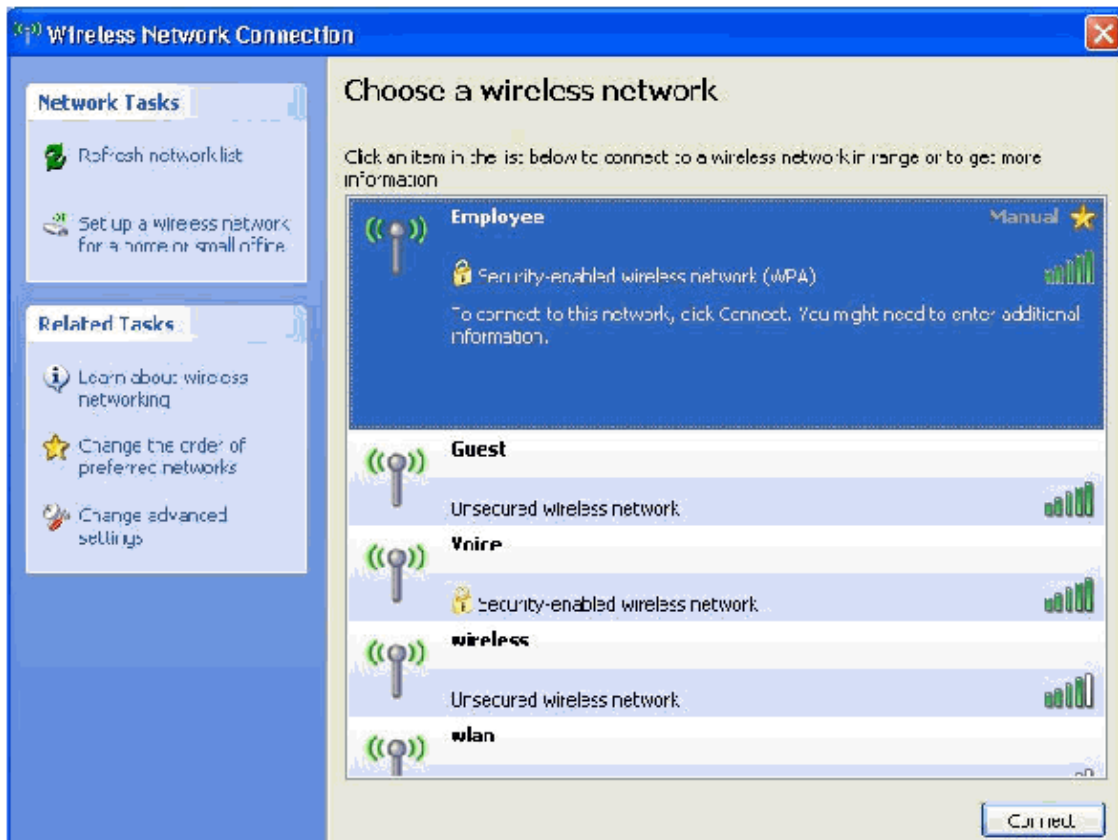 Wireless Network Connection
Network Tasks
Refresh network list
Set up a wireless network
for a home or small office
Related Tasks
Learn about wireless
networking
Change the order of
preferred networks
Change advanced
settings
Choose a wireless network
Click an item in the list below to connect to a wireless network in range or to get more
information
Employee
Manual
Security-enabled wireless network (WPA)
To connect to this network, click Connect. You might need to enter additional
information.
Guest
Unsecured wireless network
Voice
Security-enabled wireless network
wireless
Unsecured wireless network
wlan
Connect